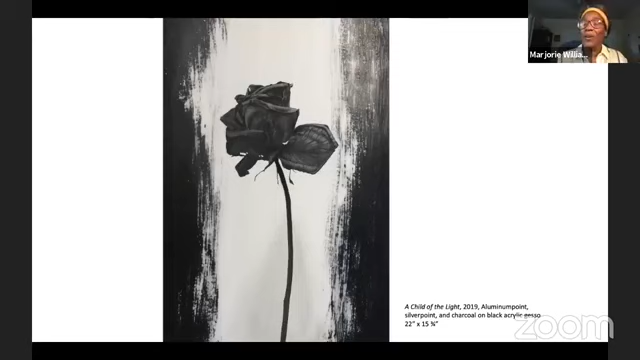 Marjorie Willia...
A Child of the Light, 2019, Aluminumpoint,
silverpoint, and charcoal on black acrylic gesso
22" x 15 ¾"
zoom